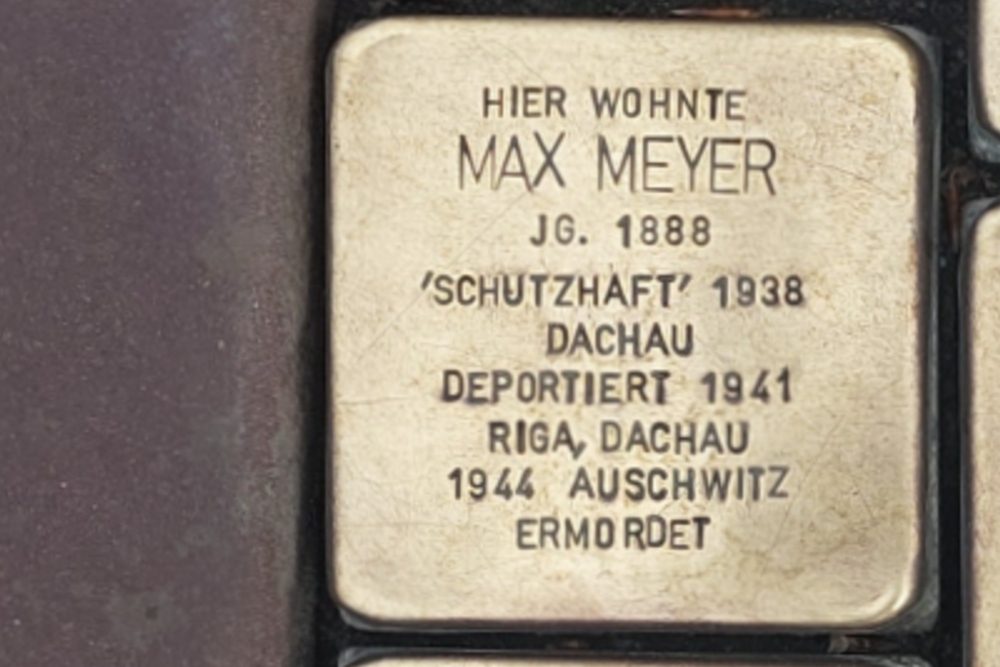 HIER WOHNTE
MAX MEYER
JG. 1888
'SCHUTZHAFT' 1938
DACHAU
DEPORTIERT 1941
RIGA, DACHAU
1944 AUSCHWITZ
ERMORDET